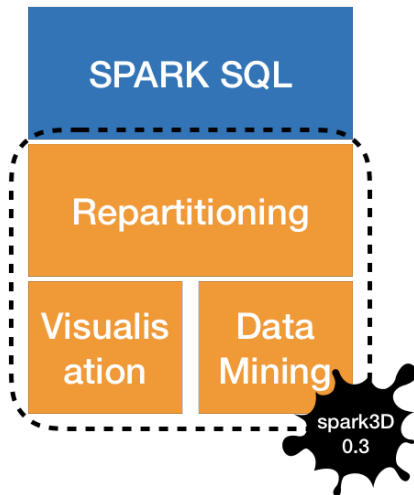 SPARK SQL
Repartitioning
Visualis
ation
Data
Mining
spark3D
0.3